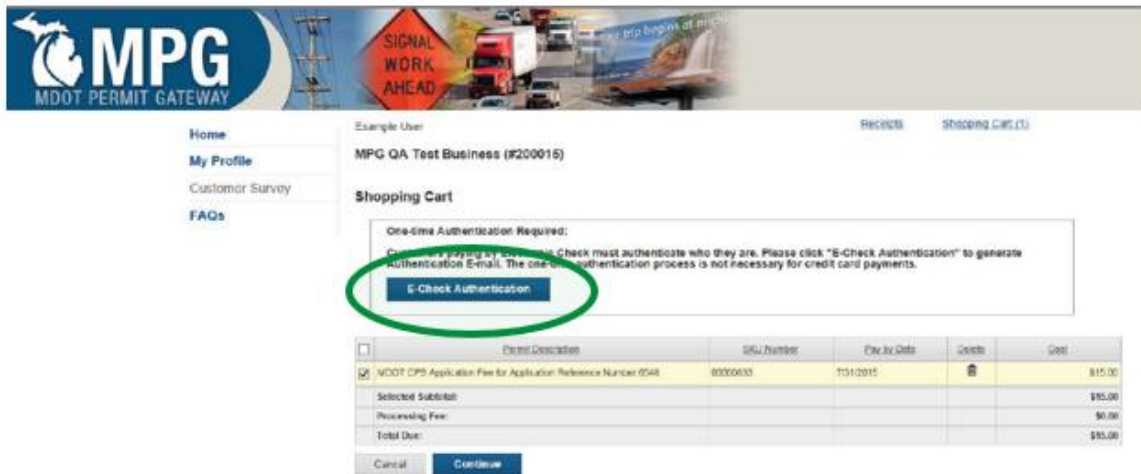 MPG
MDOT PERMIT GATEWAY
SIGNAL
WORK
AHEAD
trip begins at
Home
My Profile
Customer Survey
FAQs
Example User
Receipts
Shopping Cart (1)
MPG QA Test Business (#200015)
Shopping Cart
One-time Authentication Required:
Customers paying by Electronic Check must authenticate who they are. Please click "E-Check Authentication" to generate
Authentication E-mail. The one-time authentication process is not necessary for credit card payments.
E-Check Authentication
Permit Description SKU Number Pay by Date Delete Cost
MDOT CPS Application Fee for Application Reference Number 6548 7/31/2015 $15.00
Selected Subtotal: $15.00
Processing Fee: $0.00
Total Due: $15.00
Cancel
Continue